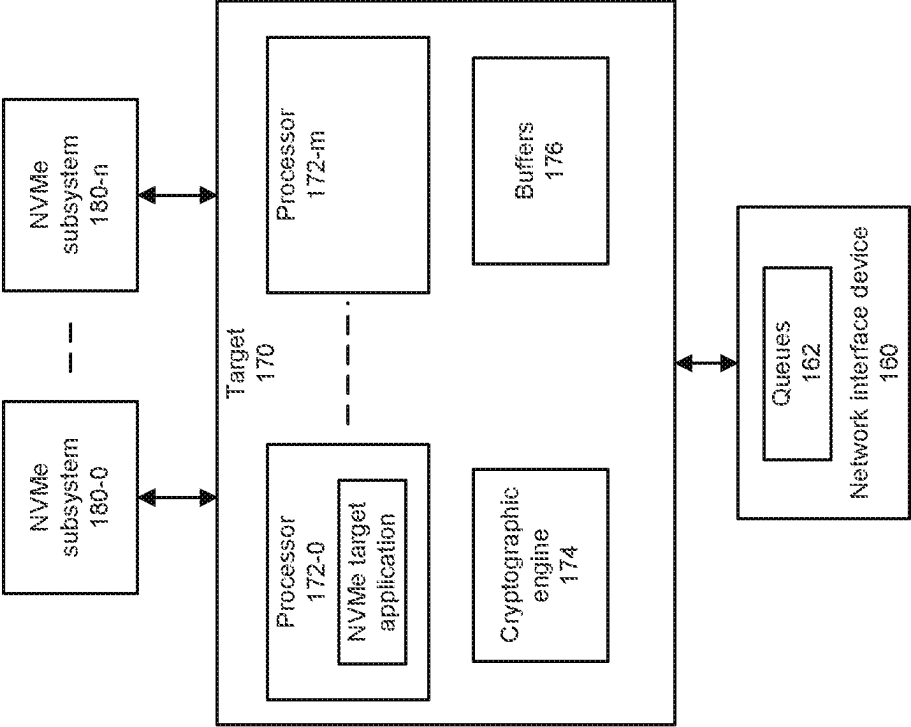 NVMe
subsystem
180-0
NVMe
subsystem
180-n
Target
170
Processor
172-0
NVMe target
application
Processor
172-m
Cryptographic
engine
174
Buffers
176
Queues
162
Network interface device
160